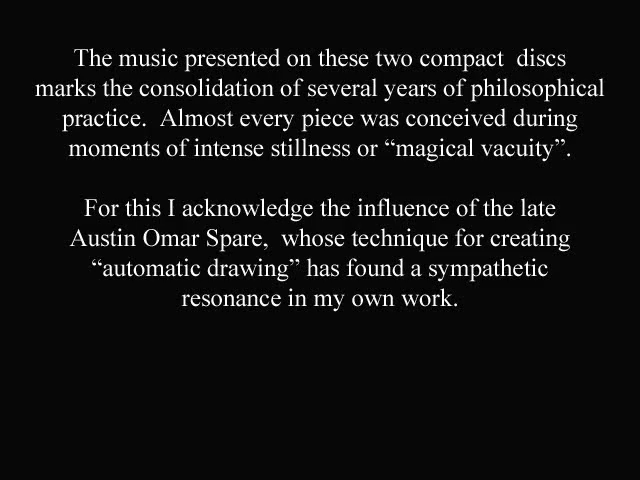 The music presented on these two compact  discs
marks the consolidation of several years of philosophical
practice.  Almost every piece was conceived during
moments of intense stillness or “magical vacuity”.
For this I acknowledge the influence of the late
Austin Omar Spare,  whose technique for creating
“automatic drawing” has found a sympathetic
resonance in my own work.